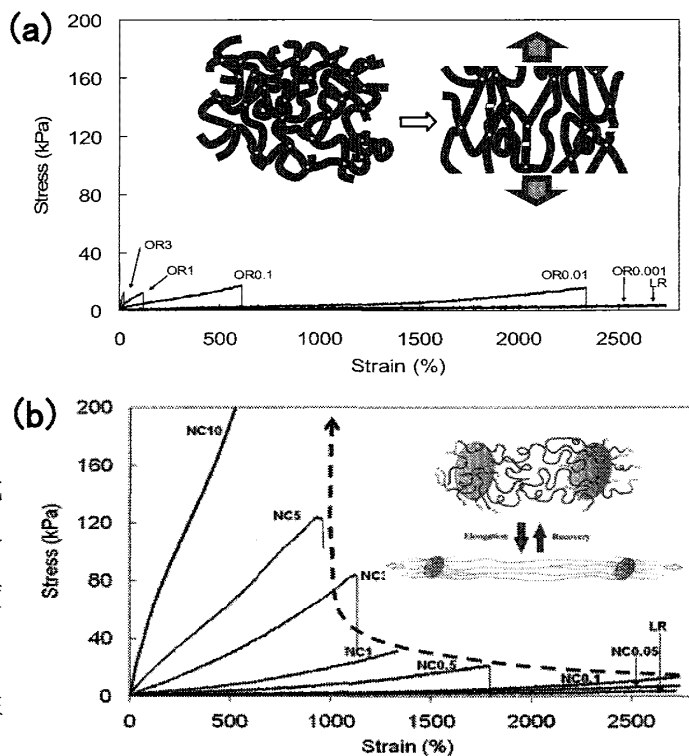 (a)
200
160
120
80
40
0
Stress (kPa)
OR3
OR1
OR0.1
OR0.01
OR0.001
LR
0 500 1000 1500 2000 2500
Strain (%)
(b)
200
160
120
80
40
0
Stress (kPa)
NC10
NC5
NC3
NC1
NC0.5
NC0.1
NC0.05
LR
Elongation
Recovery
0 500 1000 1500 2000 2500
Strain (%)